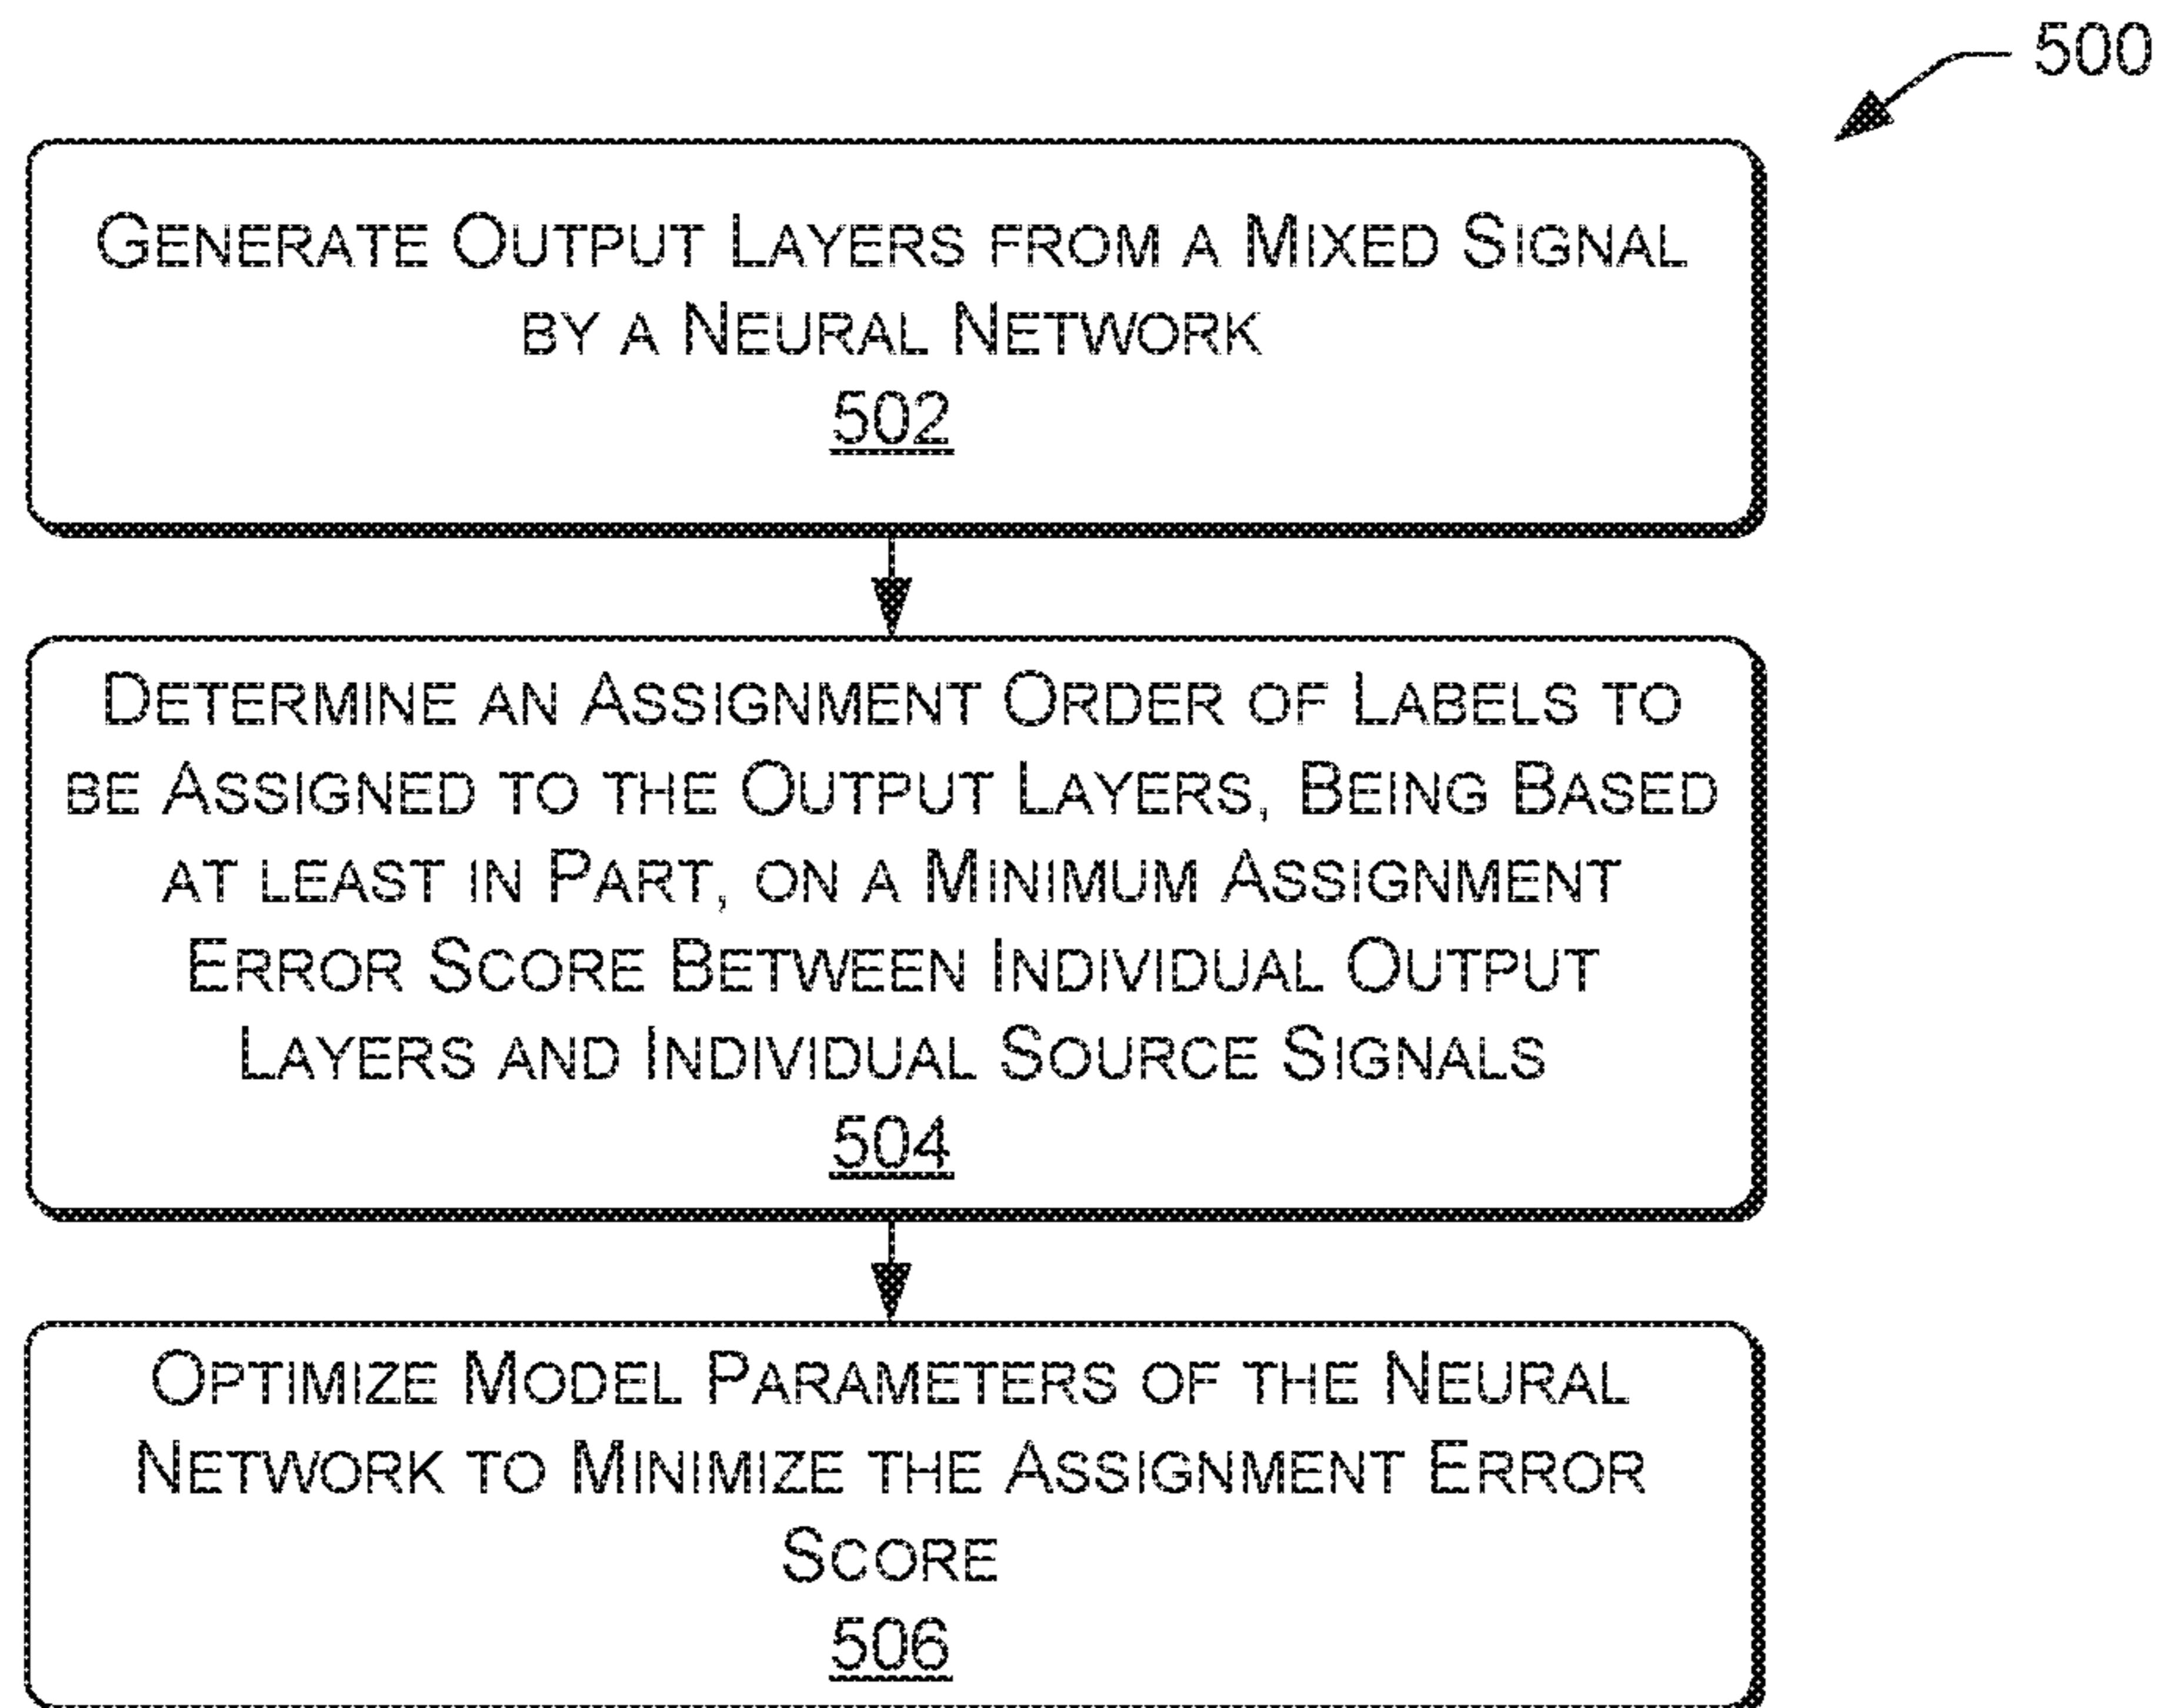 500
GENERATE OUTPUT LAYERS FROM A MIXED SIGNAL
BY A NEURAL NETWORK
502
DETERMINE AN ASSIGNMENT ORDER OF LABELS TO
BE ASSIGNED TO THE OUTPUT LAYERS, BEING BASED
AT LEAST IN PART, ON A MINIMUM ASSIGNMENT
ERROR SCORE BETWEEN INDIVIDUAL OUTPUT
LAYERS AND INDIVIDUAL SOURCE SIGNALS
504
OPTIMIZE MODEL PARAMETERS OF THE NEURAL
NETWORK TO MINIMIZE THE ASSIGNMENT ERROR
SCORE
506